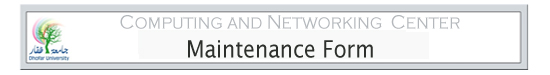 COMPUTING AND NETWORKING CENTER
Maintenance Form
جامعة ظفار
Dhofar University